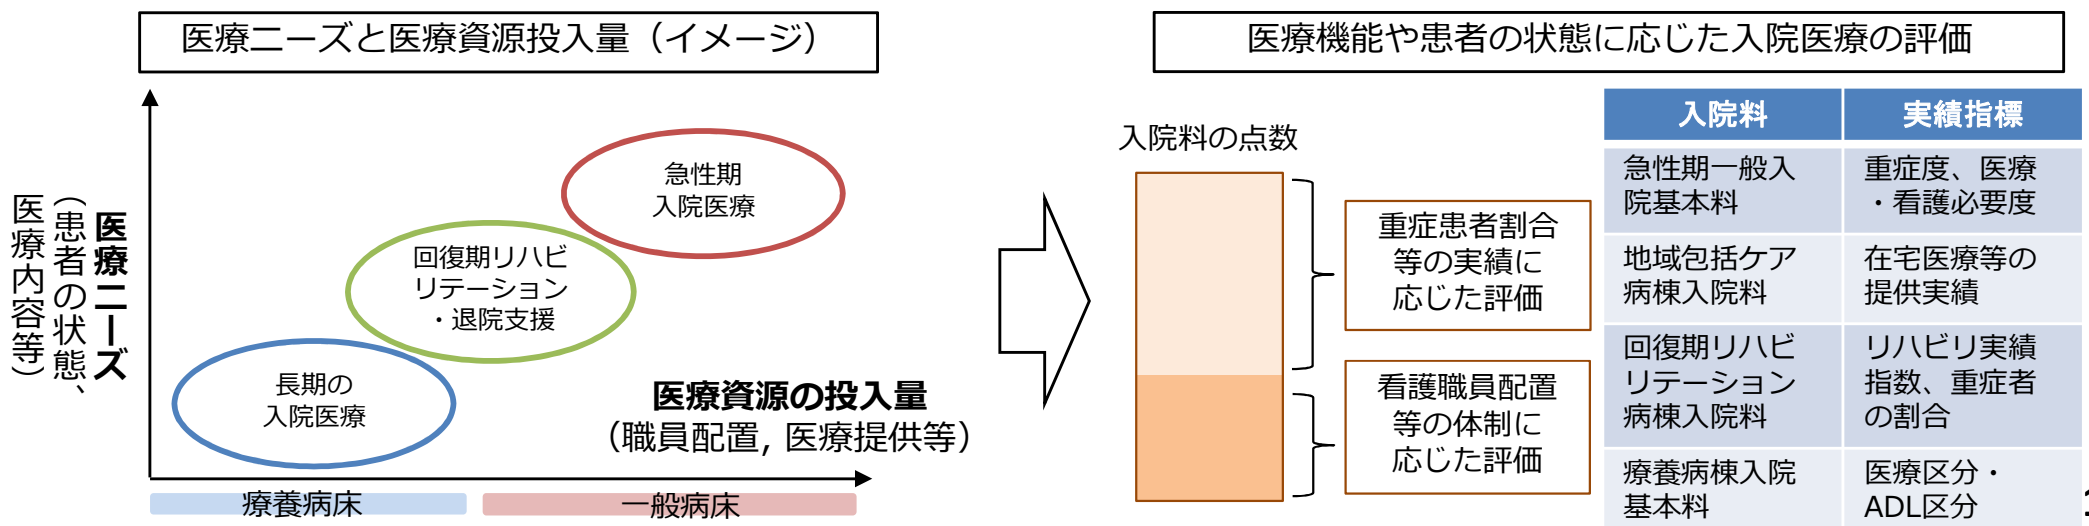 医療ニーズと医療資源投入量（イメージ）
医療ニーズ
（患者の状態、
医療内容等）
急性期
入院医療
回復期リハビ
リテーション
・退院支援
長期の
入院医療
医療資源の投入量
（職員配置, 医療提供等）
療養病床
一般病床
医療機能や患者の状態に応じた入院医療の評価
入院料の点数
重症患者割合
等の実績に
応じた評価
看護職員配置
等の体制に
応じた評価
入院料
実績指標
急性期一般入
院基本料
重症度、医療
・看護必要度
地域包括ケア
病棟入院料
在宅医療等の
提供実績
回復期リハビ
リテーション
病棟入院料
リハビリ実績
指数、重症者
の割合
療養病棟入院
基本料
医療区分・
ADL区分